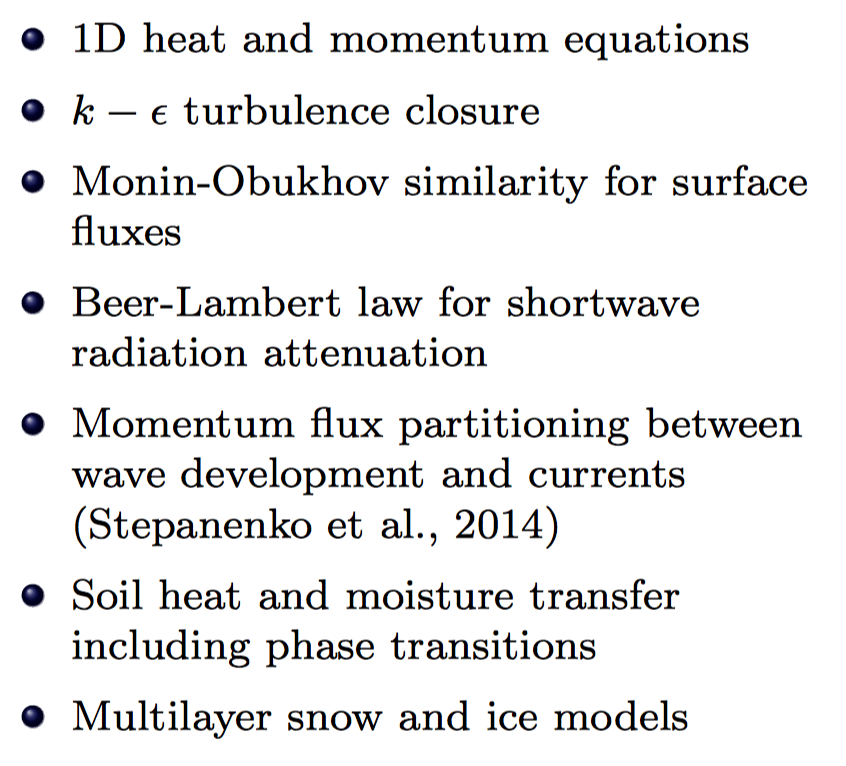 1D heat and momentum equations
k − ϵ turbulence closure
Monin-Obukhov similarity for surface
fluxes
Beer-Lambert law for shortwave
radiation attenuation
Momentum flux partitioning between
wave development and currents
(Stepanenko et al., 2014)
Soil heat and moisture transfer
including phase transitions
Multilayer snow and ice models